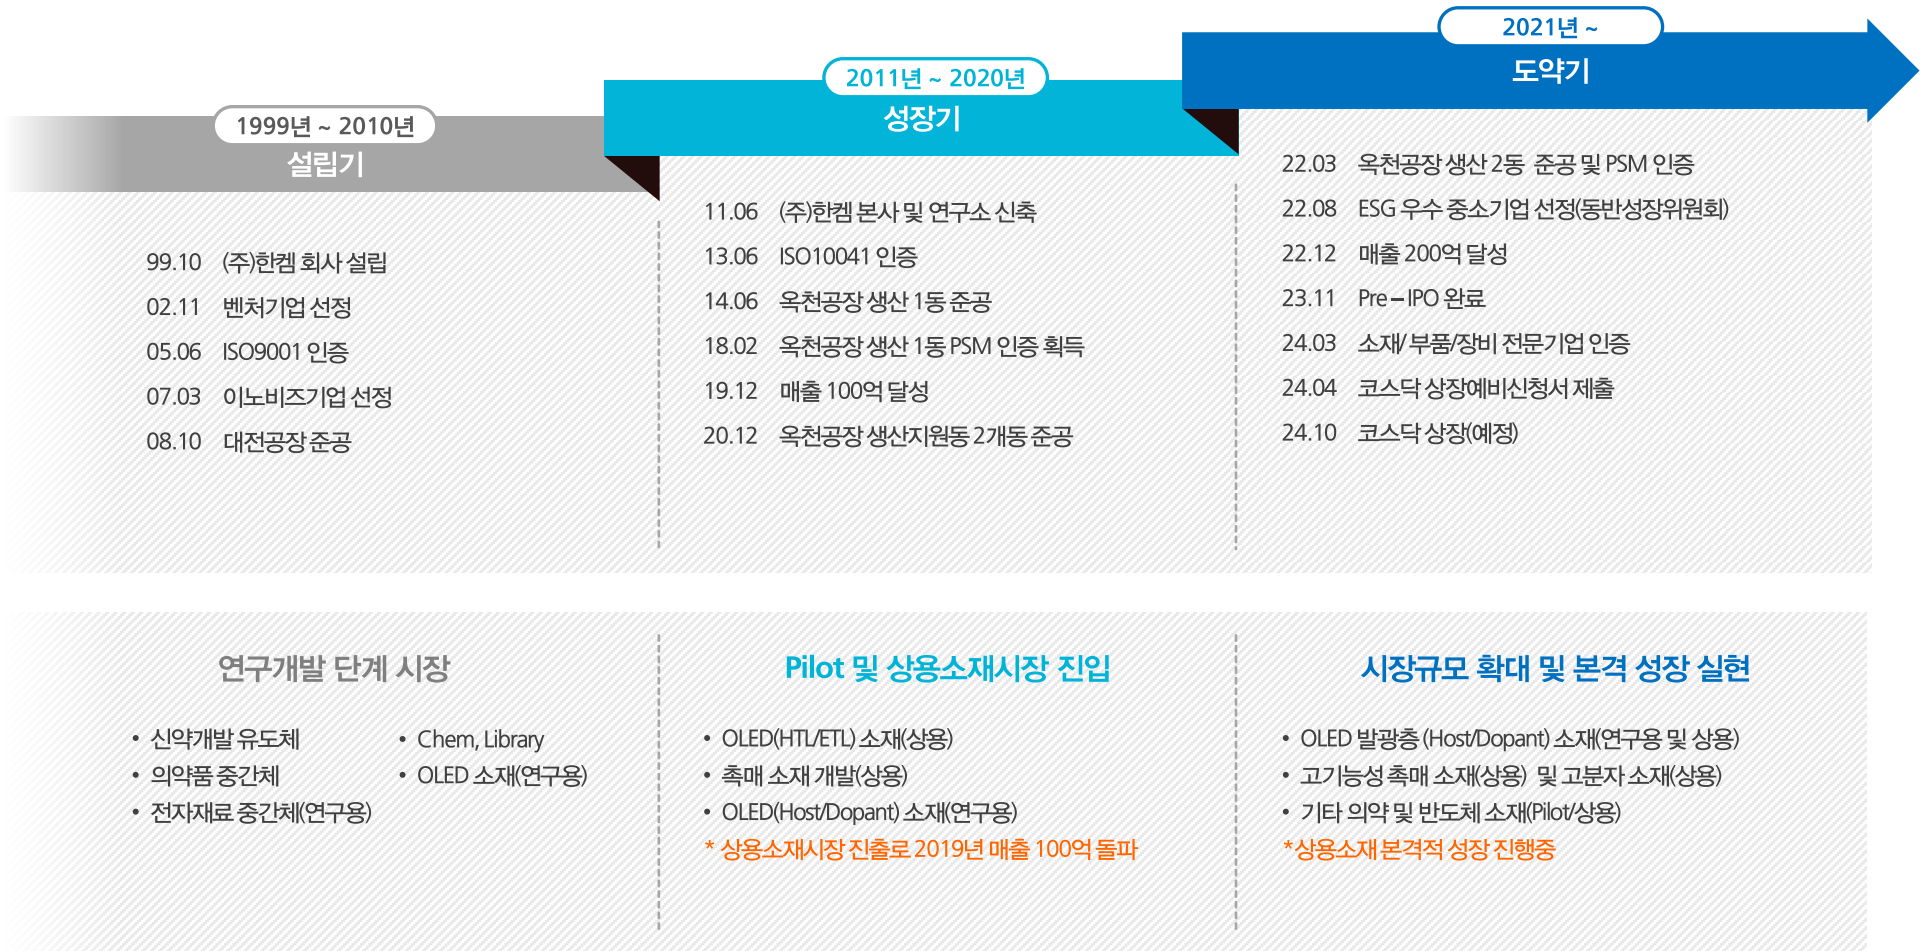 1999년 ~ 2010년
설립기
99.10 (주)한켐 회사 설립
02.11 벤처기업 선정
05.06 ISO9001 인증
07.03 이노비즈기업 선정
08.10 대전공장 준공
2011년 ~ 2020년
성장기
11.06 (주)한켐 본사 및 연구소 신축
13.06 ISO10041 인증
14.06 옥천공장 생산 1동 준공
18.02 옥천공장 생산 1동 PSM 인증 획득
19.12 매출 100억 달성
20.12 옥천공장 생산지원동 2개동 준공
2021년 ~
도약기
22.03 옥천공장 생산 2동 준공 및 PSM 인증
22.08 ESG 우수 중소기업 선정(동반성장위원회)
22.12 매출 200억 달성
23.11 Pre – IPO 완료
24.03 소재/ 부품/장비 전문기업 인증
24.04 코스닥 상장예비신청서 제출
24.10 코스닥 상장(예정)
연구개발 단계 시장
• 신약개발 유도체
• 의약품 중간체
• 전자재료 중간체(연구용)
• Chem, Library
• OLED 소재(연구용)
Pilot 및 상용소재시장 진입
• OLED(HTL/ETL) 소재(상용)
• 촉매 소재 개발(상용)
• OLED(Host/Dopant) 소재(연구용)
* 상용소재시장 진출로 2019년 매출 100억 돌파
시장규모 확대 및 본격 성장 실현
• OLED 발광층 (Host/Dopant) 소재(연구용 및 상용)
• 고기능성 촉매 소재(상용) 및 고분자 소재(상용)
• 기타 의약 및 반도체 소재(Pilot/상용)
*상용소재 본격적 성장 진행중